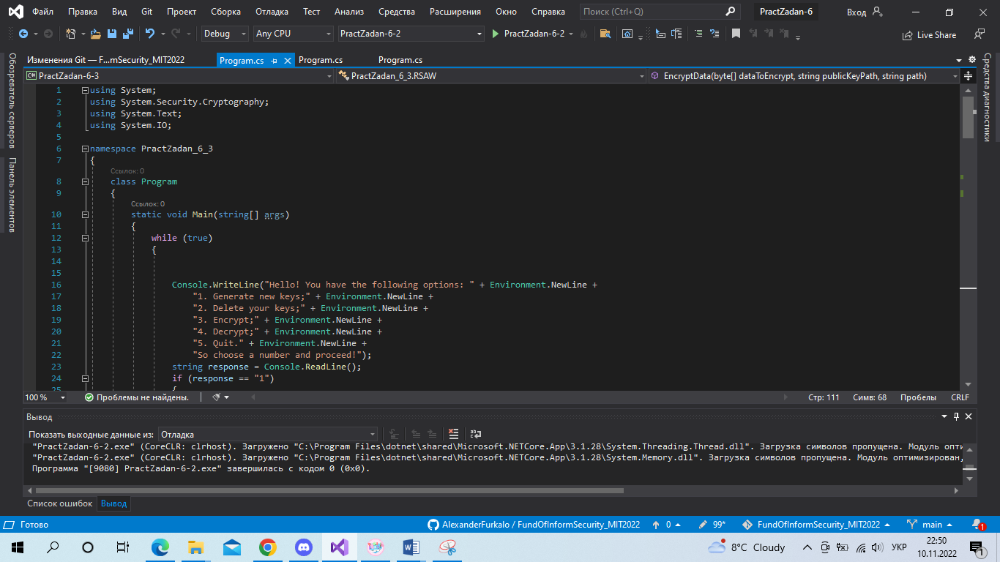 Файл Правка Вид Git Проект Сборка Отладка Тест Анализ Средства Расширения Окно Справка Поиск (Ctrl+Q) PractZadan-6 Вход
Debug Any CPU PractZadan-6-2 PractZadan-6-2 Live Share
Обозреватель серверов
Панель элементов
Изменения Git — F...mSecurity_MIT2022 Program.cs Program.cs Program.cs
Средства диагностики
C# PractZadan-6-3 PractZadan_6_3.RSAW EncryptData(byte[] dataToEncrypt, string publicKeyPath, string path)
1 using System;
2 using System.Security.Cryptography;
3 using System.Text;
4 using System.IO;
5
6 namespace PractZadan_6_3
7 {
Ссылок: 0
8 class Program
9 {
Ссылок: 0
10 static void Main(string[] args)
11 {
12 while (true)
13 {
14
15
16 Console.WriteLine("Hello! You have the following options: " + Environment.NewLine +
17 "1. Generate new keys;" + Environment.NewLine +
18 "2. Delete your keys;" + Environment.NewLine +
19 "3. Encrypt;" + Environment.NewLine +
20 "4. Decrypt;" + Environment.NewLine +
21 "5. Quit." + Environment.NewLine +
22 "So choose a number and proceed!");
23 string response = Console.ReadLine();
24 if (response == "1")
25 {
100 % Проблемы не найдены. Стр: 111 Симв: 68 Пробелы CRLF
Вывод
Показать выходные данные из: Отладка
"PractZadan-6-2.exe" (CoreCLR: clrhost). Загружено "C:\Program Files\dotnet\shared\Microsoft.NETCore.App\3.1.28\System.Threading.Thread.dll". Загрузка символов пропущена. Модуль опти
"PractZadan-6-2.exe" (CoreCLR: clrhost). Загружено "C:\Program Files\dotnet\shared\Microsoft.NETCore.App\3.1.28\System.Memory.dll". Загрузка символов пропущена. Модуль оптимизирован,
Программа "[9080] PractZadan-6-2.exe" завершилась с кодом 0 (0x0).
Список ошибок Вывод
Готово AlexanderFurkalo / FundOfInformSecurity_MIT2022 0 99* FundOfInformSecurity_MIT2022 main 1
8°C Cloudy УКР 22:50
10.11.2022 1